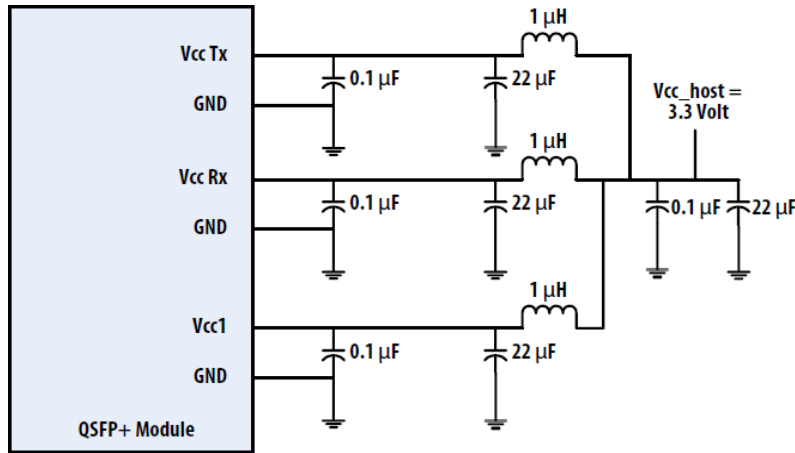 1 µH
Vcc Tx
0.1 µF
22 µF
GND
Vcc_host =
3.3 Volt
1 µH
Vcc Rx
0.1 µF
22 µF
0.1 µF
22 µF
GND
1 µH
Vcc1
0.1 µF
22 µF
GND
QSFP+ Module